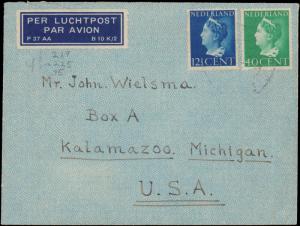 PER LUCHTPOST
PAR AVION
P 37 AA B 10 K/2
NEDERLAND
12½ CENT
NEDERLAND
40 CENT
Mr. John. Wielsma.
Box A
Kalamazoo. Michigan.
U.S.A.